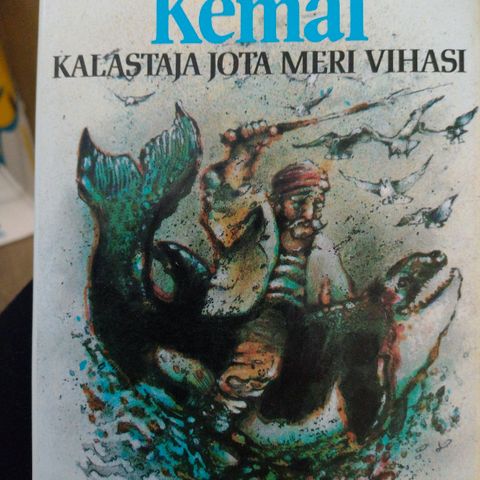 Kemal
KALASTAJA JOTA MERI VIHASI